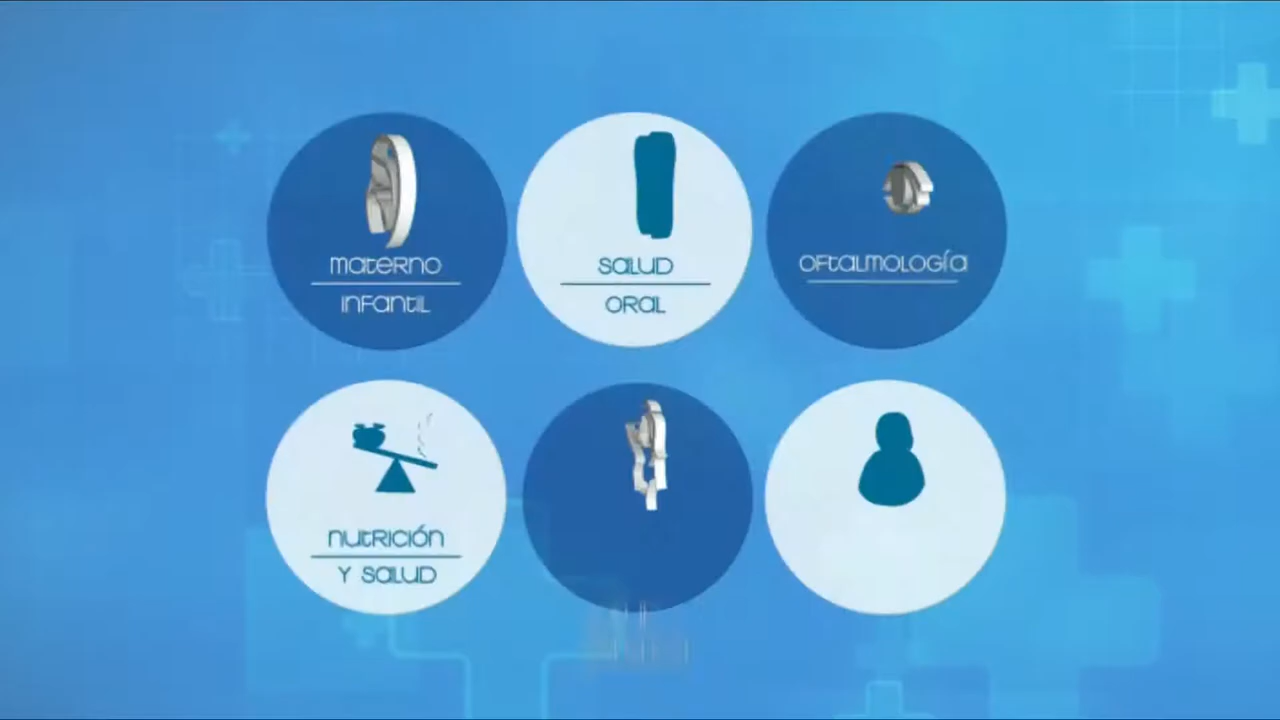 MATERNO
INFANTIL
SALUD
ORAL
OFTALMOLOGÍA
NUTRICIÓN
Y SALUD